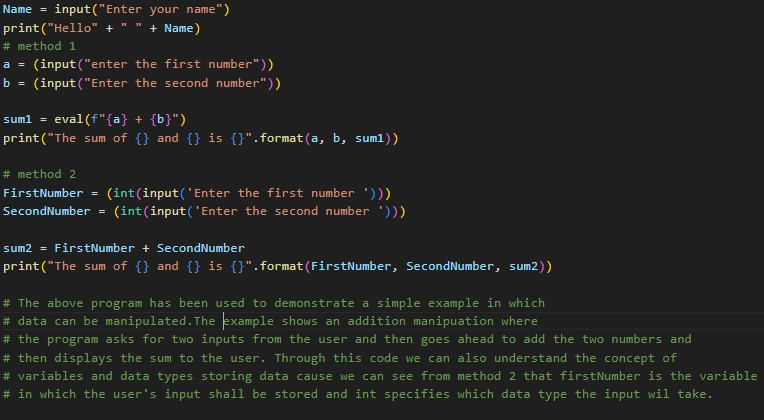 Name = input("Enter your name")
print("Hello" + " " + Name)
# method 1
a = (input("enter the first number"))
b = (input("Enter the second number"))
sum1 = eval(f"{a} + {b}")
print("The sum of {} and {} is {}".format(a, b, sum1))
# method 2
FirstNumber = (int(input('Enter the first number ')))
SecondNumber = (int(input('Enter the second number ')))
sum2 = FirstNumber + SecondNumber
print("The sum of {} and {} is {}".format(FirstNumber, SecondNumber, sum2))
# The above program has been used to demonstrate a simple example in which
# data can be manipulated.The example shows an addition manipuation where
# the program asks for two inputs from the user and then goes ahead to add the two numbers and
# then displays the sum to the user. Through this code we can also understand the concept of
# variables and data types storing data cause we can see from method 2 that firstNumber is the variable
# in which the user's input shall be stored and int specifies which data type the input wil take.